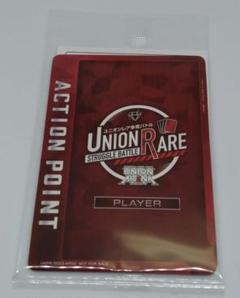 ACTION POINT
ユニオンレア争奪バトル
UNION RARE
STRUGGLE BATTLE
UNION
ARENA
PLAYER